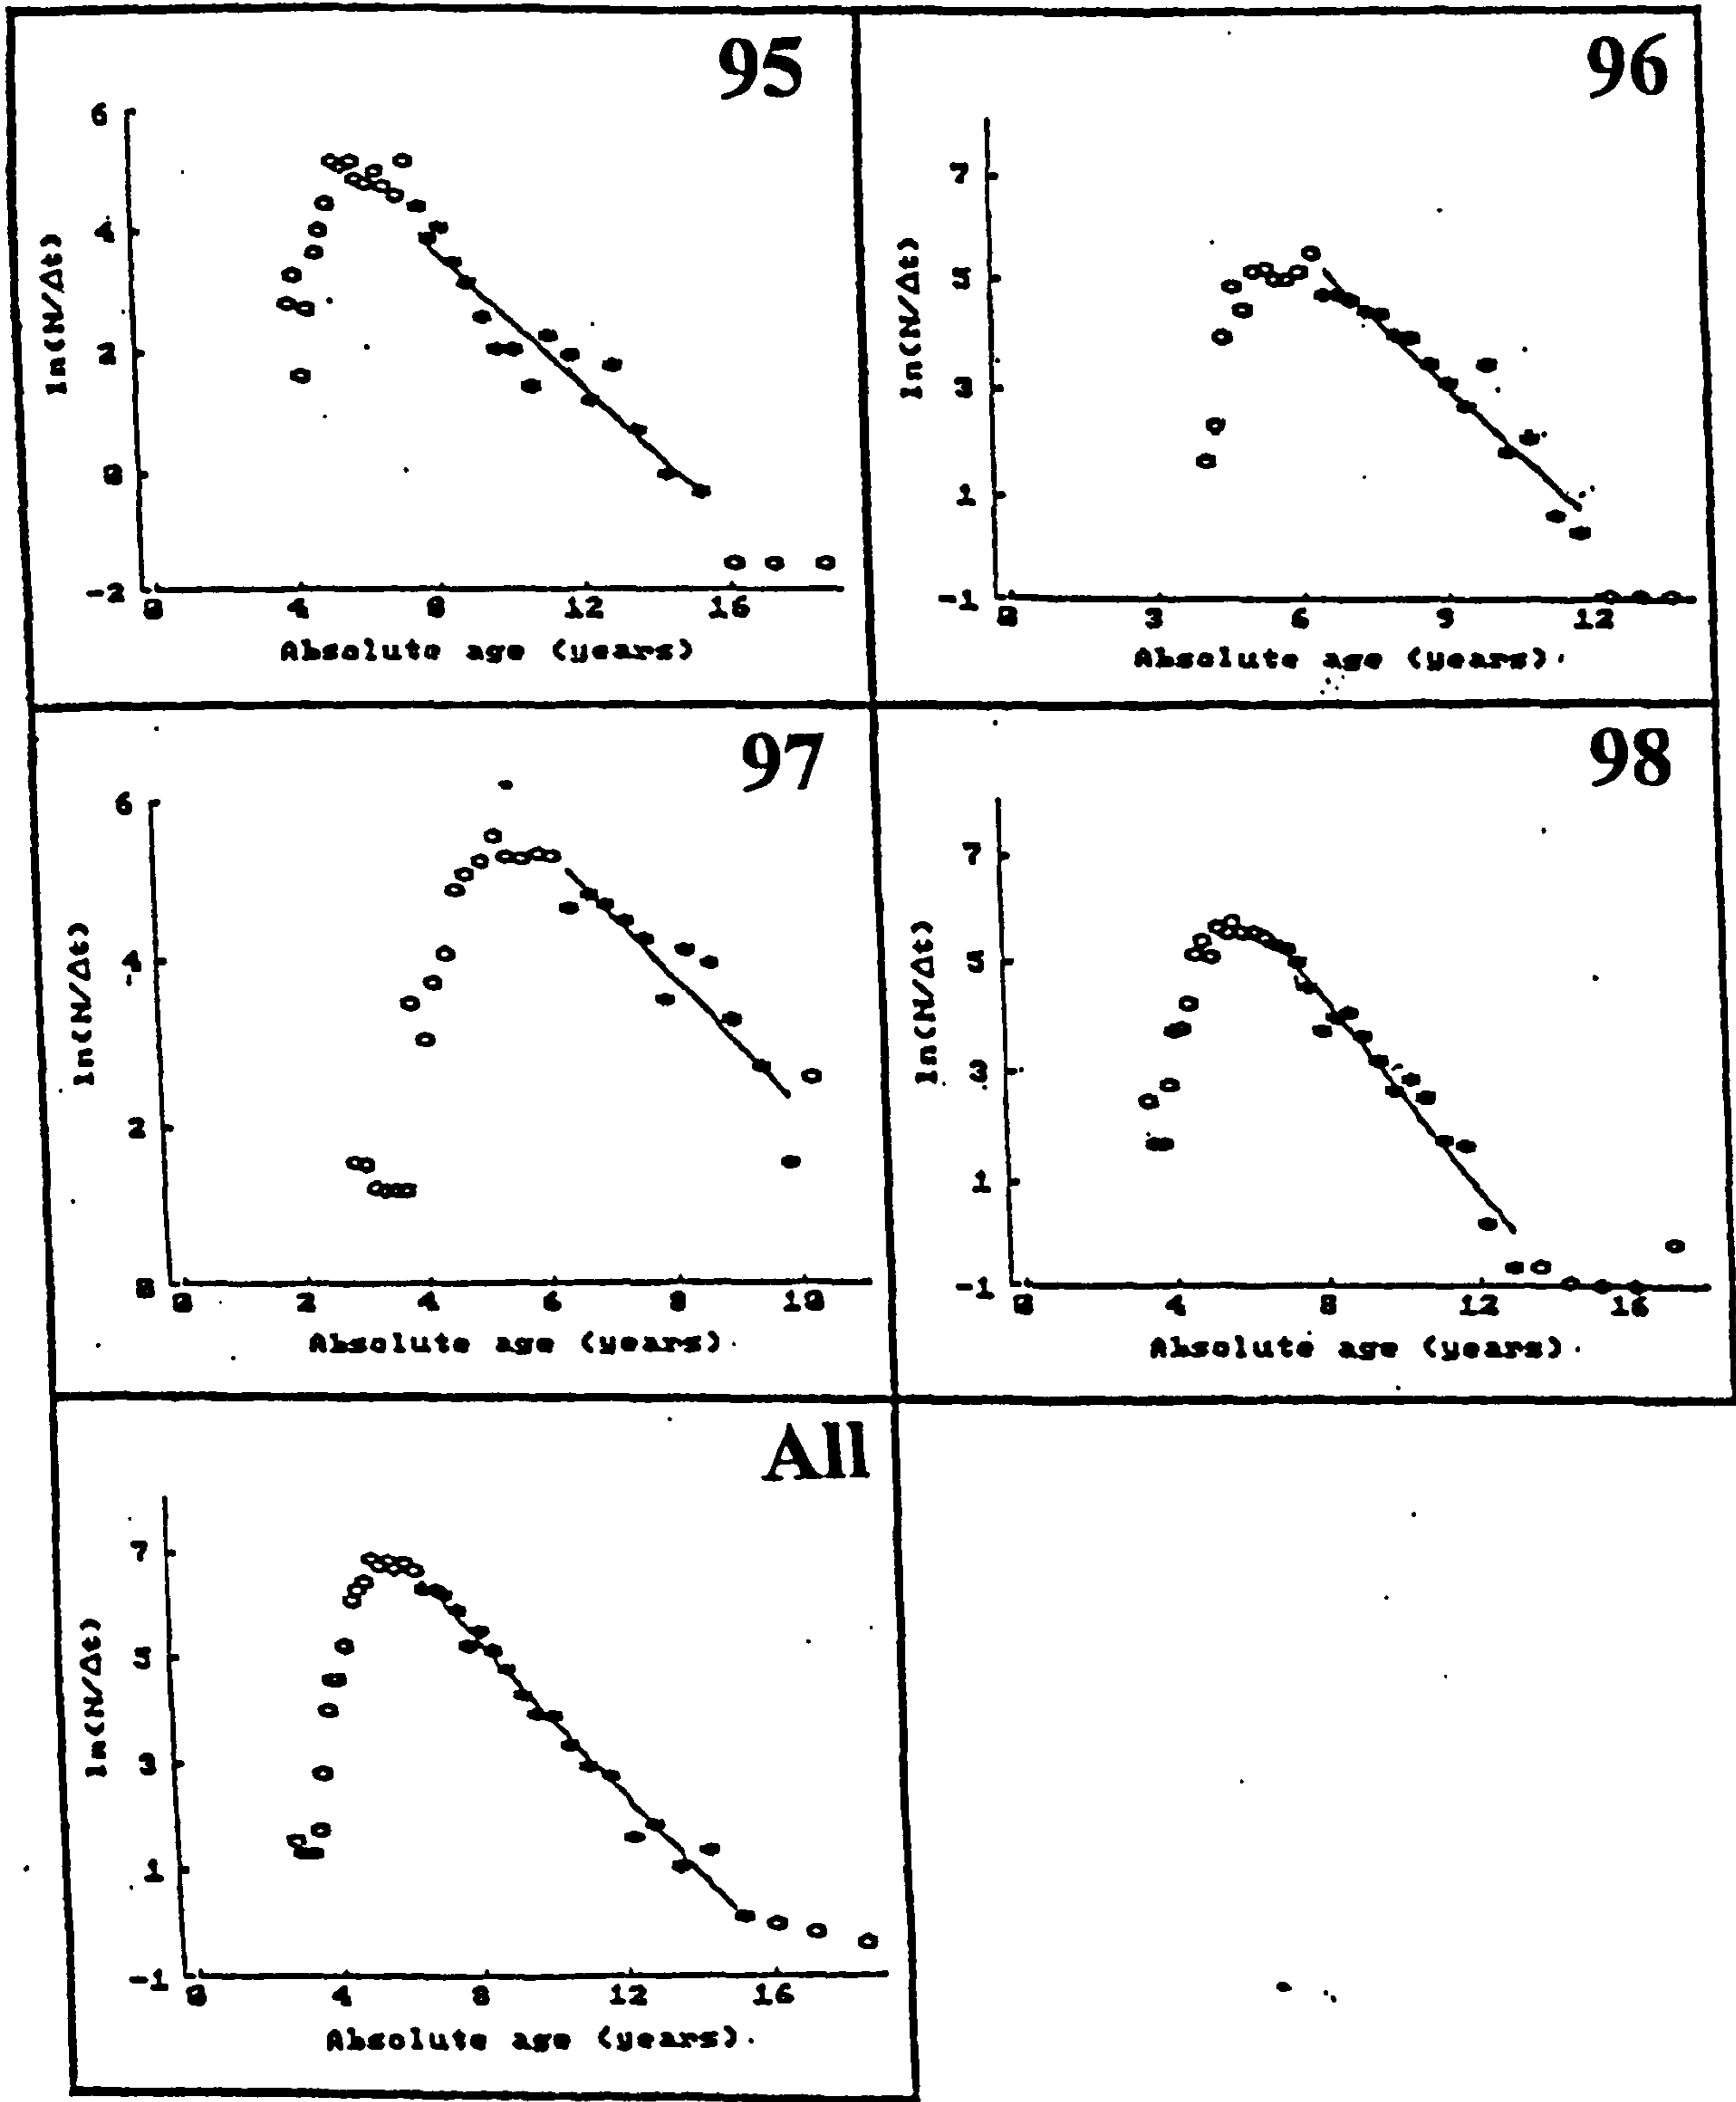 95
6
4
2
0
-2
ln(N/Δt)
0 4 8 12 16
Absolute age (years)
96
7
5
3
1
-1
ln(N/Δt)
0 3 6 9 12
Absolute age (years)
97
6
4
2
0
ln(N/Δt)
0 2 4 6 8 10
Absolute age (years)
98
7
5
3
1
-1
ln(N/Δt)
0 4 8 12 16
Absolute age (years)
All
7
5
3
1
-1
ln(N/Δt)
0 4 8 12 16
Absolute age (years)